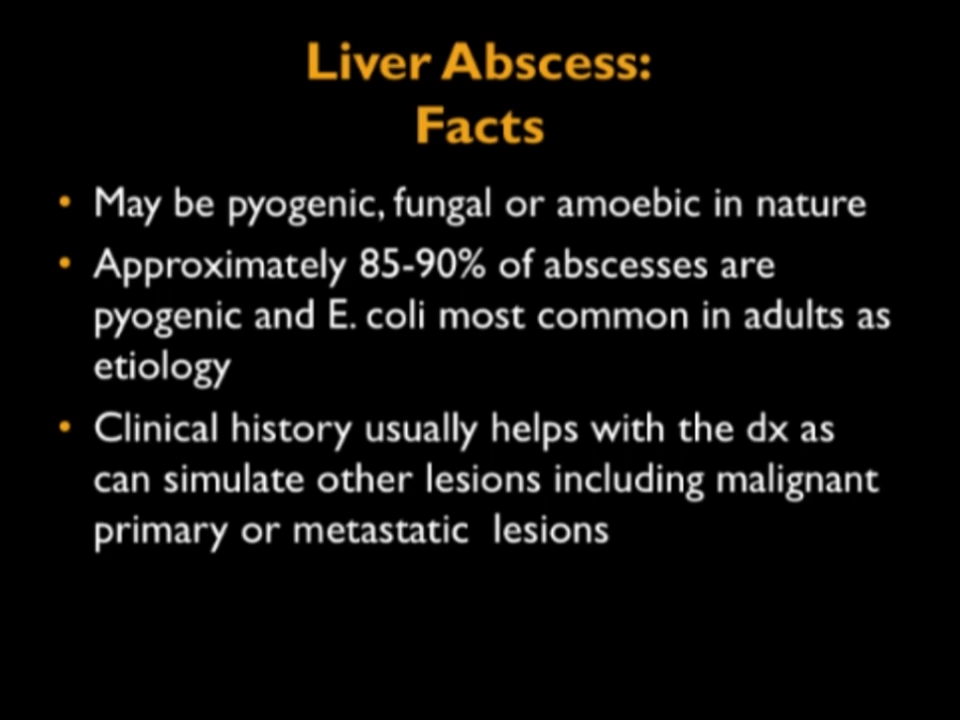 Liver Abscess:
Facts
• May be pyogenic, fungal or amoebic in nature
• Approximately 85-90% of abscesses are
pyogenic and E. coli most common in adults as
etiology
• Clinical history usually helps with the dx as
can simulate other lesions including malignant
primary or metastatic lesions